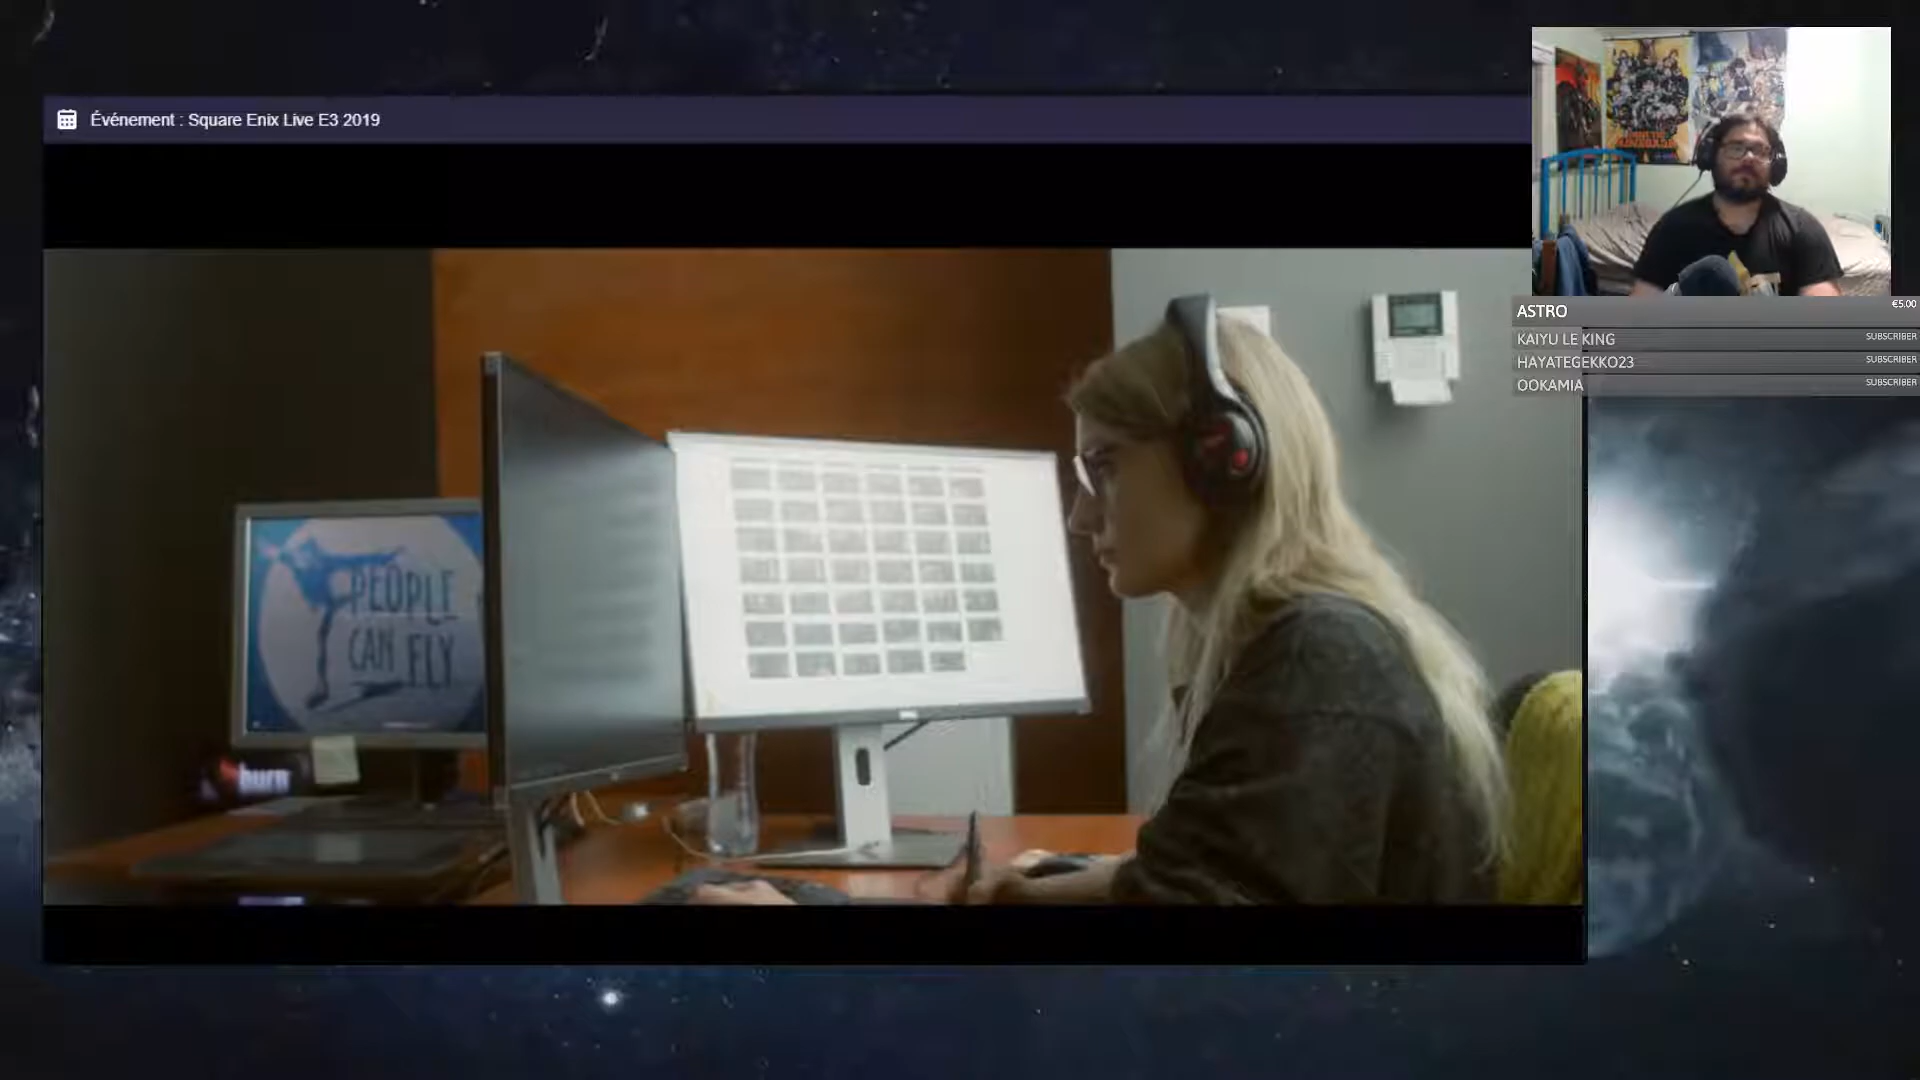 Événement : Square Enix Live E3 2019
PEOPLE
CAN FLY
burn
ASTRO €5.00
KAIYU LE KING SUBSCRIBER
HAYATEGEKKO23 SUBSCRIBER
OOKAMIA SUBSCRIBER